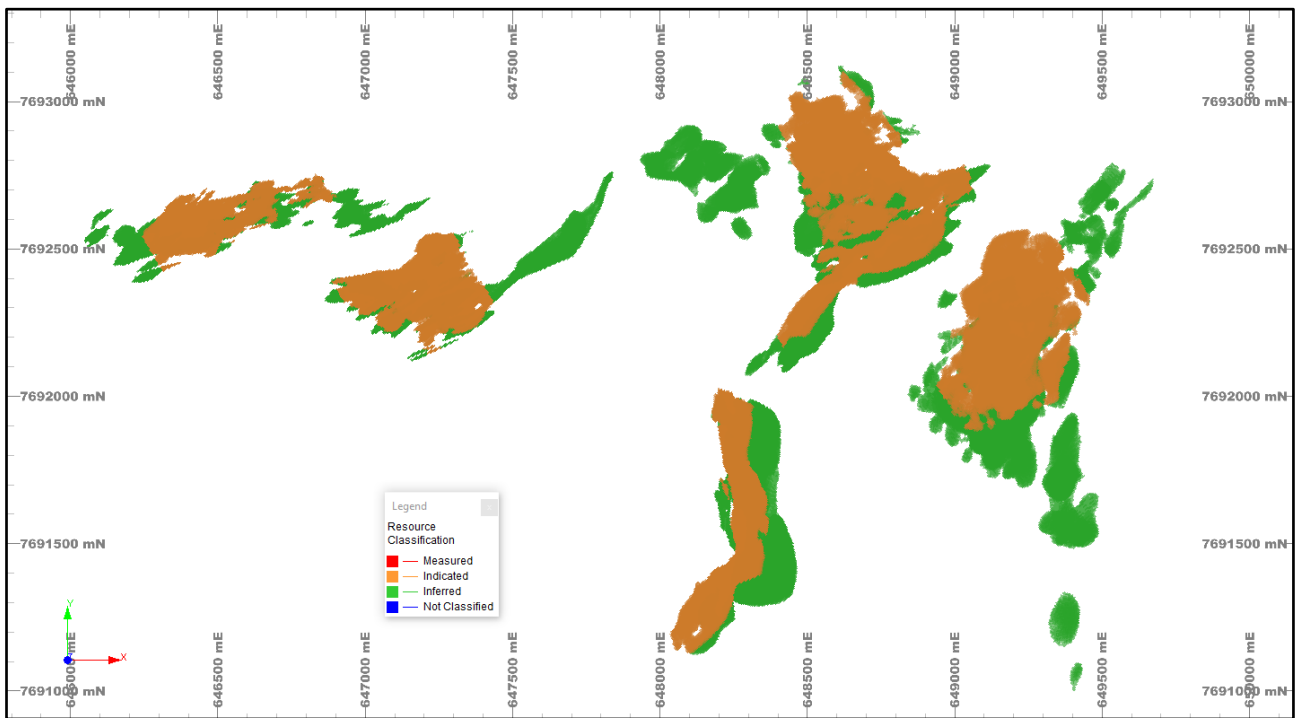 646000 mE
646500 mE
647000 mE
647500 mE
648000 mE
648500 mE
649000 mE
649500 mE
650000 mE
7693000 mN
7693000 mN
7692500 mN
7692500 mN
7692000 mN
7692000 mN
Legend
Resource
Classification
Measured
Indicated
Inferred
Not Classified
7691500 mN
7691500 mN
Y
X
7691000 mN
7691000 mN
646000 mE
646500 mE
647000 mE
647500 mE
648000 mE
648500 mE
649000 mE
649500 mE
650000 mE